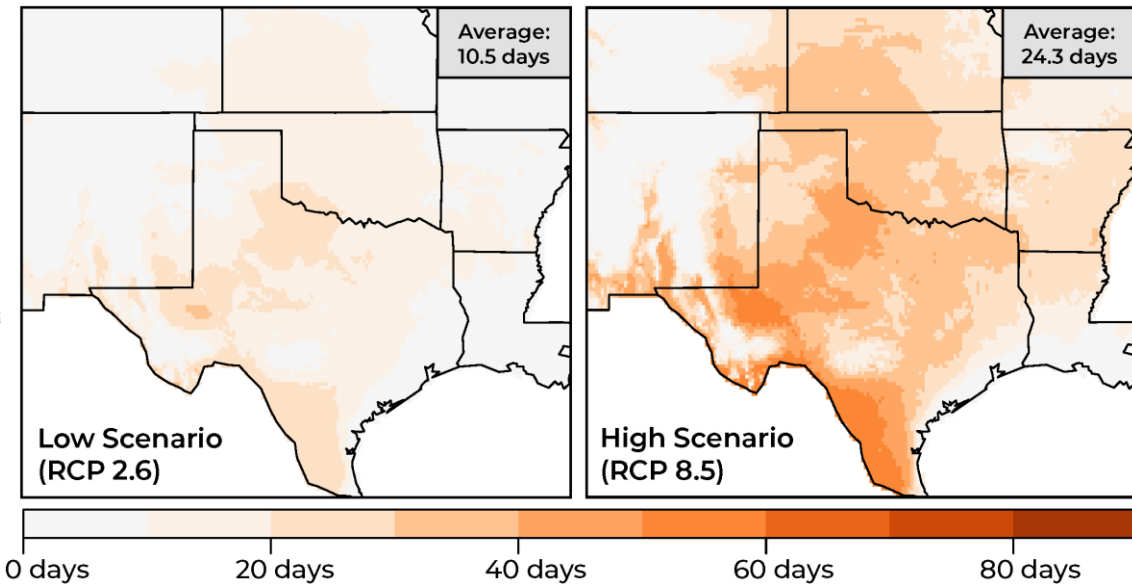 Average:
10.5 days
Low Scenario
(RCP 2.6)
Average:
24.3 days
High Scenario
(RCP 8.5)
0 days
20 days
40 days
60 days
80 days